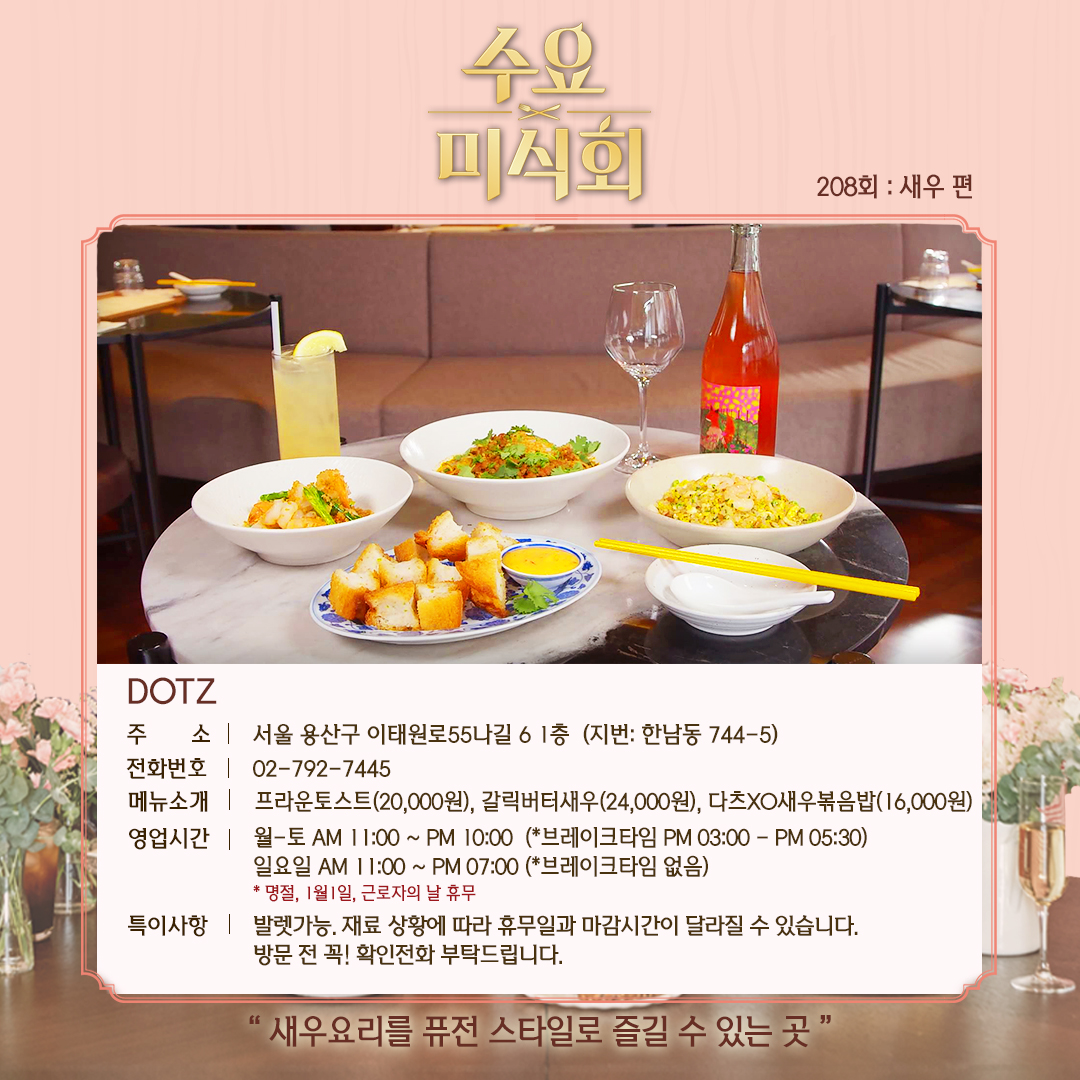 수요
미식회
208회 : 새우 편
DOTZ
주 소 | 서울 용산구 이태원로55나길 6 1층 (지번: 한남동 744-5)
전화번호 | 02-792-7445
메뉴소개 | 프라운토스트(20,000원), 갈릭버터새우(24,000원), 다츠XO새우볶음밥(16,000원)
영업시간 | 월-토 AM 11:00 ~ PM 10:00 (*브레이크타임 PM 03:00 - PM 05:30)
일요일 AM 11:00 ~ PM 07:00 (*브레이크타임 없음)
* 명절, 1월1일, 근로자의 날 휴무
특이사항 | 발렛가능. 재료 상황에 따라 휴무일과 마감시간이 달라질 수 있습니다.
방문 전 꼭! 확인전화 부탁드립니다.
“ 새우요리를 퓨전 스타일로 즐길 수 있는 곳 ”